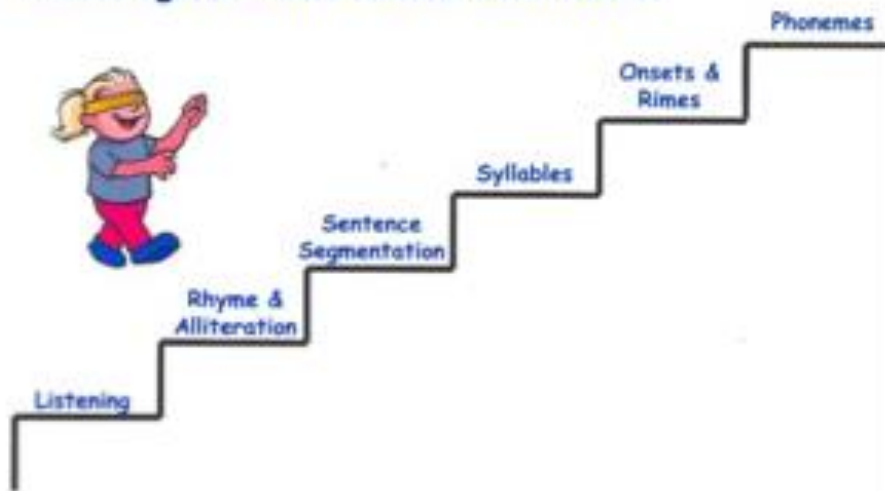 Phonemes
Onsets &
Rimes
Syllables
Sentence
Segmentation
Rhyme &
Alliteration
Listening